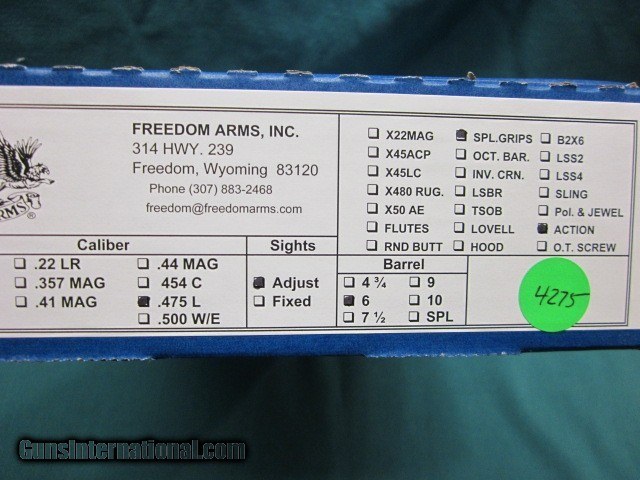 FREEDOM ARMS, INC.
314 HWY. 239
Freedom, Wyoming 83120
Phone (307) 883-2468
freedom@freedomarms.com
ARMS®
X22MAG
X45ACP
X45LC
X480 RUG.
X50 AE
FLUTES
RND BUTT
SPL.GRIPS
OCT. BAR.
INV. CRN.
LSBR
TSOB
LOVELL
HOOD
B2X6
LSS2
LSS4
SLING
Pol. & JEWEL
ACTION
O.T. SCREW
Caliber
.22 LR
.357 MAG
.41 MAG
.44 MAG
.454 C
.475 L
.500 W/E
Sights
Adjust
Fixed
Barrel
4 3/4
6
7 ½
9
10
SPL
4275
GunsInternational.com